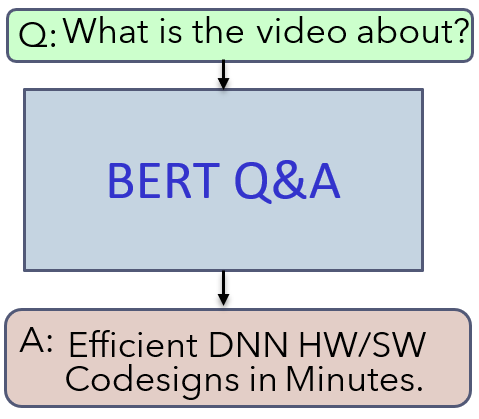 Q: What is the video about?
BERT Q&A
A: Efficient DNN HW/SW
Codesigns in Minutes.